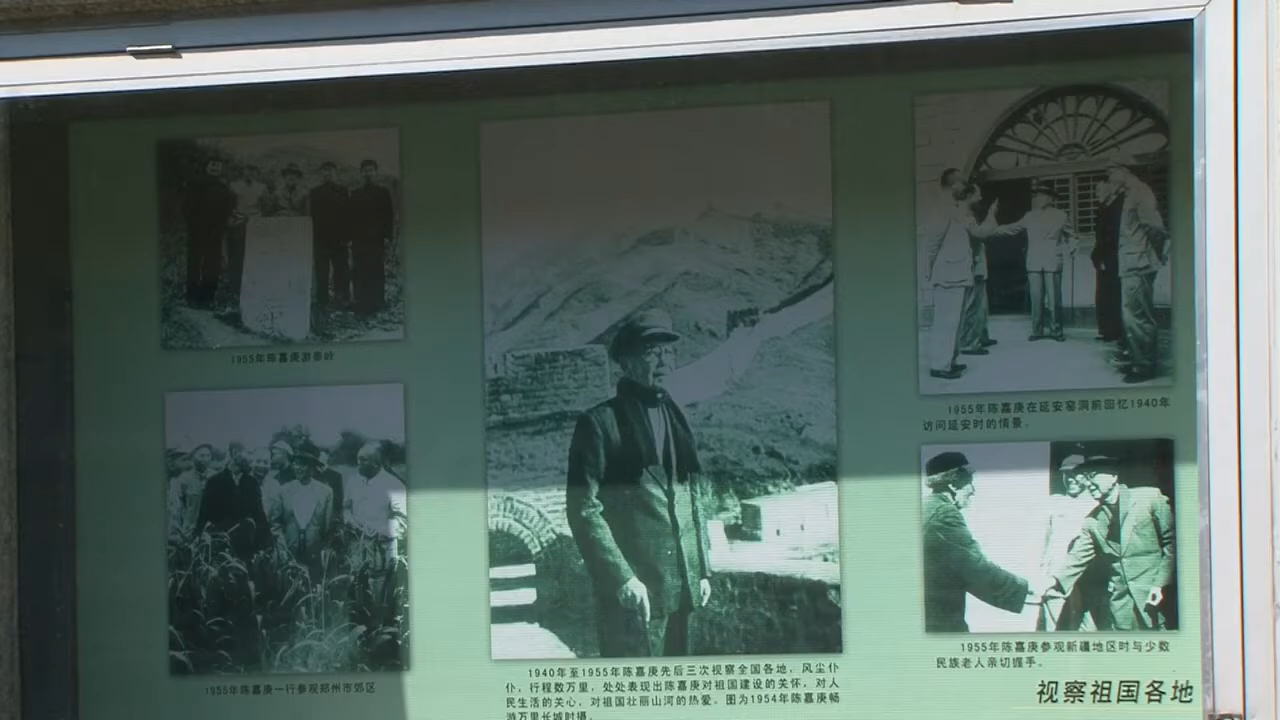 1955年陈嘉庚游秦岭
1955年陈嘉庚一行参观郑州市郊区
1940年至1955年陈嘉庚先后三次视察全国各地，风尘仆
仆，行程数万里，处处表现出陈嘉庚对祖国建设的关怀，对人
民生活的关心，对祖国壮丽山河的热爱。图为1954年陈嘉庚畅
游万里长城时摄。
1955年陈嘉庚在延安窑洞前回忆1940年
访问延安时的情景。
1955年陈嘉庚参观新疆地区时与少数
民族老人亲切握手。
视察祖国各地